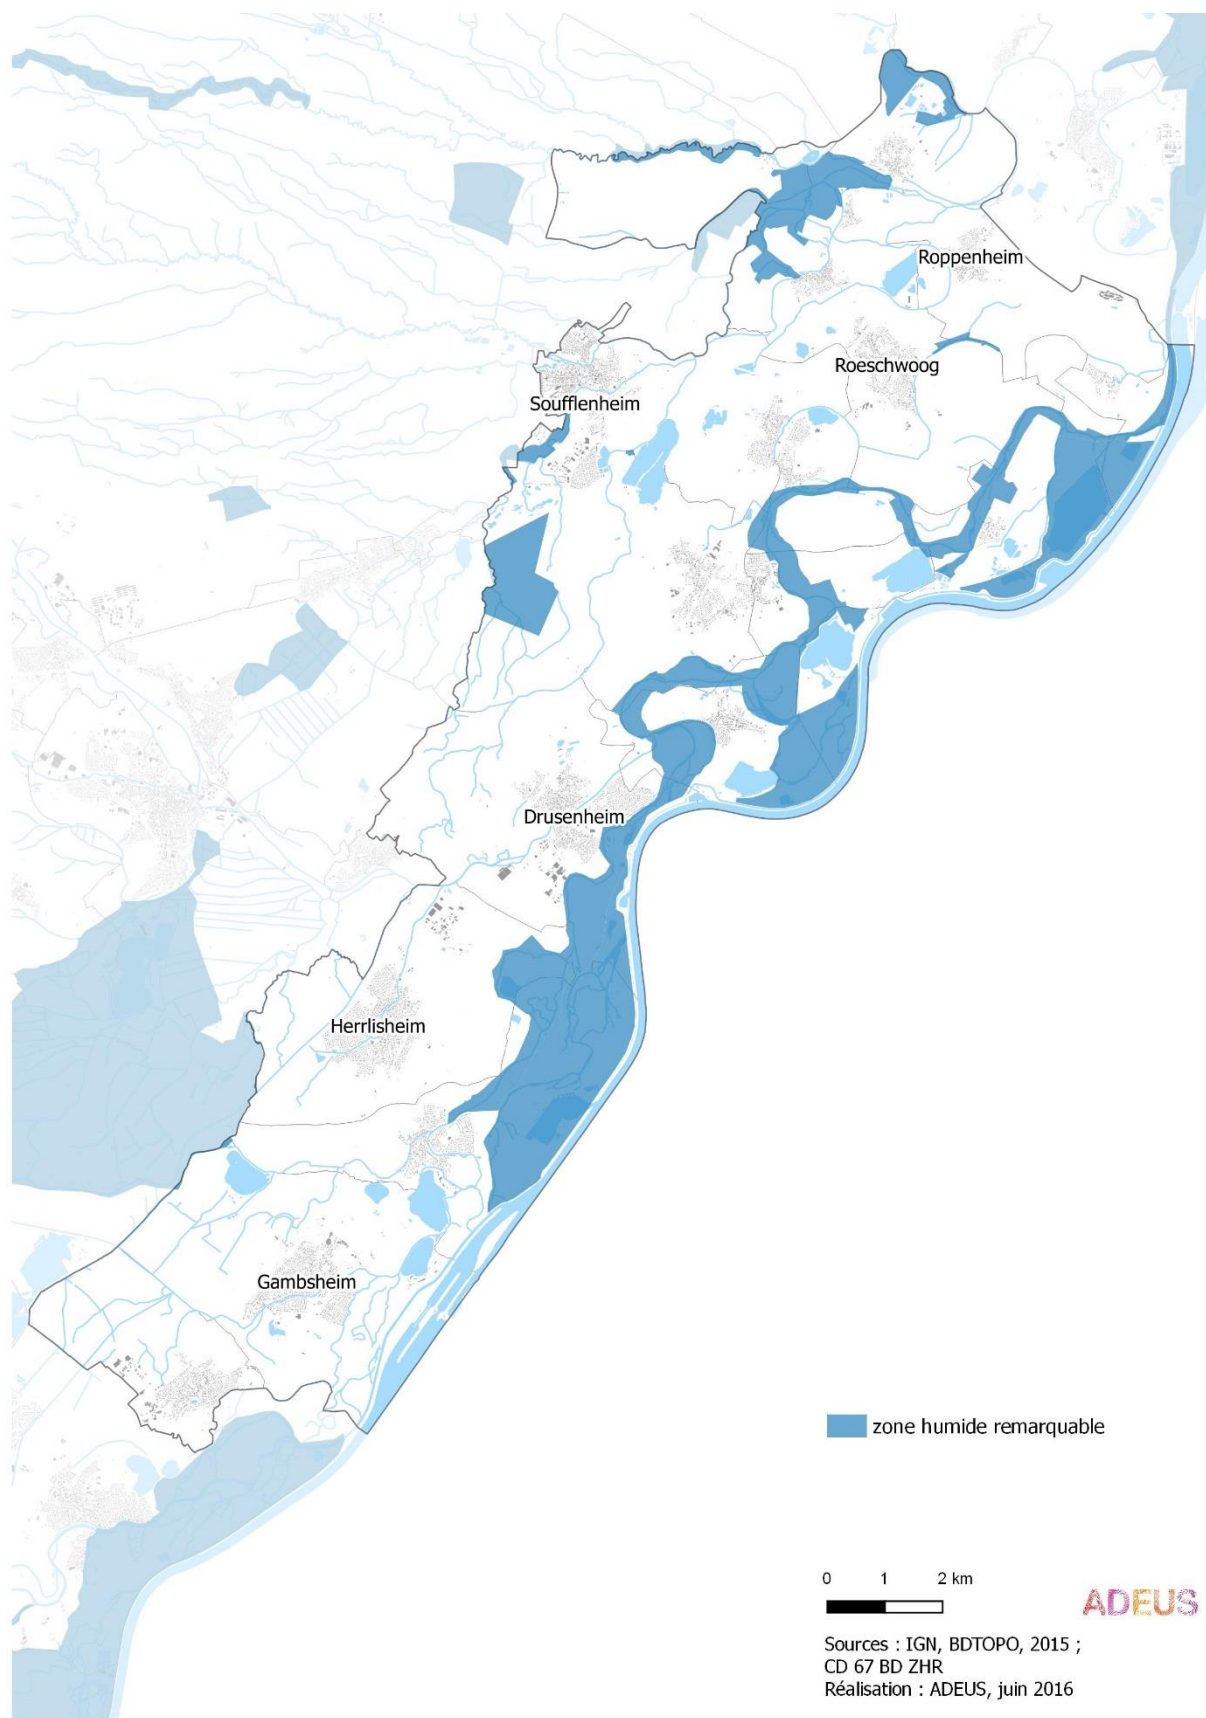 Roppenheim
Roeschwoog
Soufflenheim
Drusenheim
Herrlisheim
Gambsheim
zone humide remarquable
0 1 2 km
ADEUS
Sources : IGN, BDTOPO, 2015 ;
CD 67 BD ZHR
Réalisation : ADEUS, juin 2016